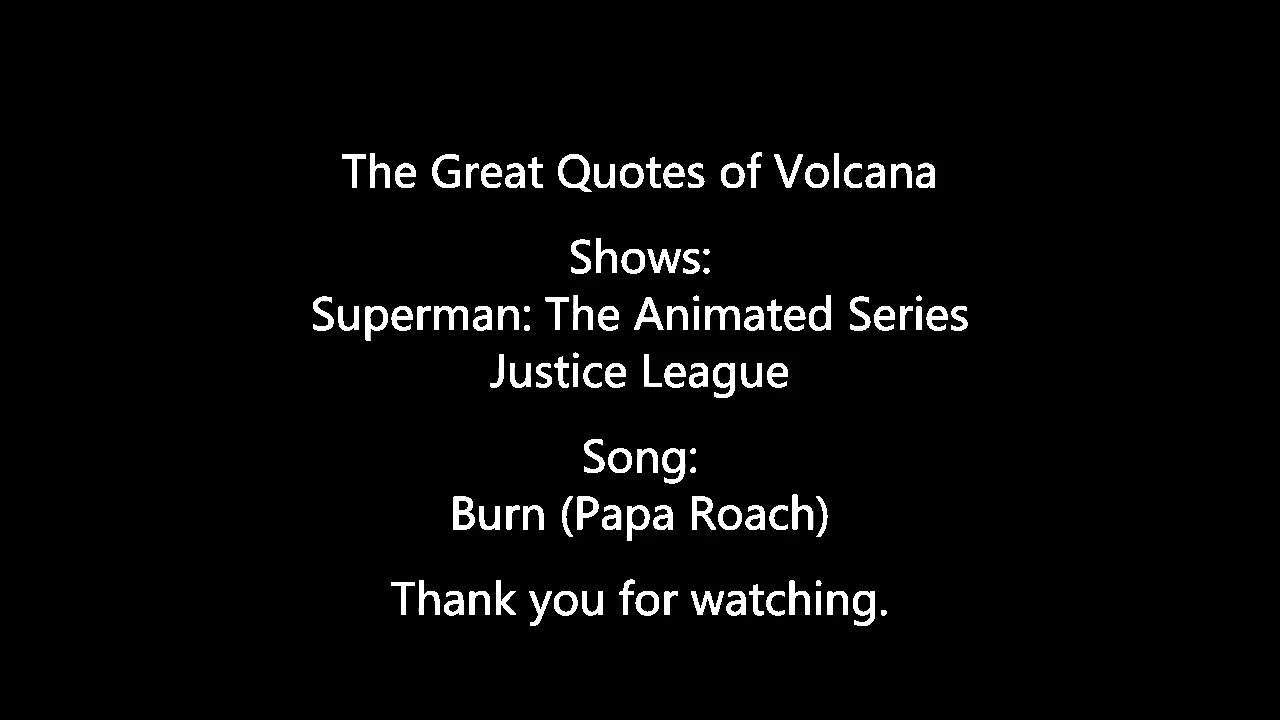 The Great Quotes of Volcana
Shows:
Superman: The Animated Series
Justice League
Song:
Burn (Papa Roach)
Thank you for watching.